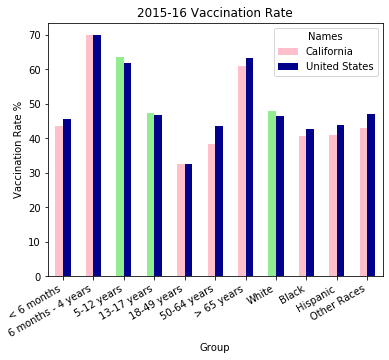 2015-16 Vaccination Rate
Names
California
United States
Vaccination Rate %
70
60
50
40
30
20
10
0
< 6 months
6 months - 4 years
5-12 years
13-17 years
18-49 years
50-64 years
> 65 years
White
Black
Hispanic
Other Races
Group